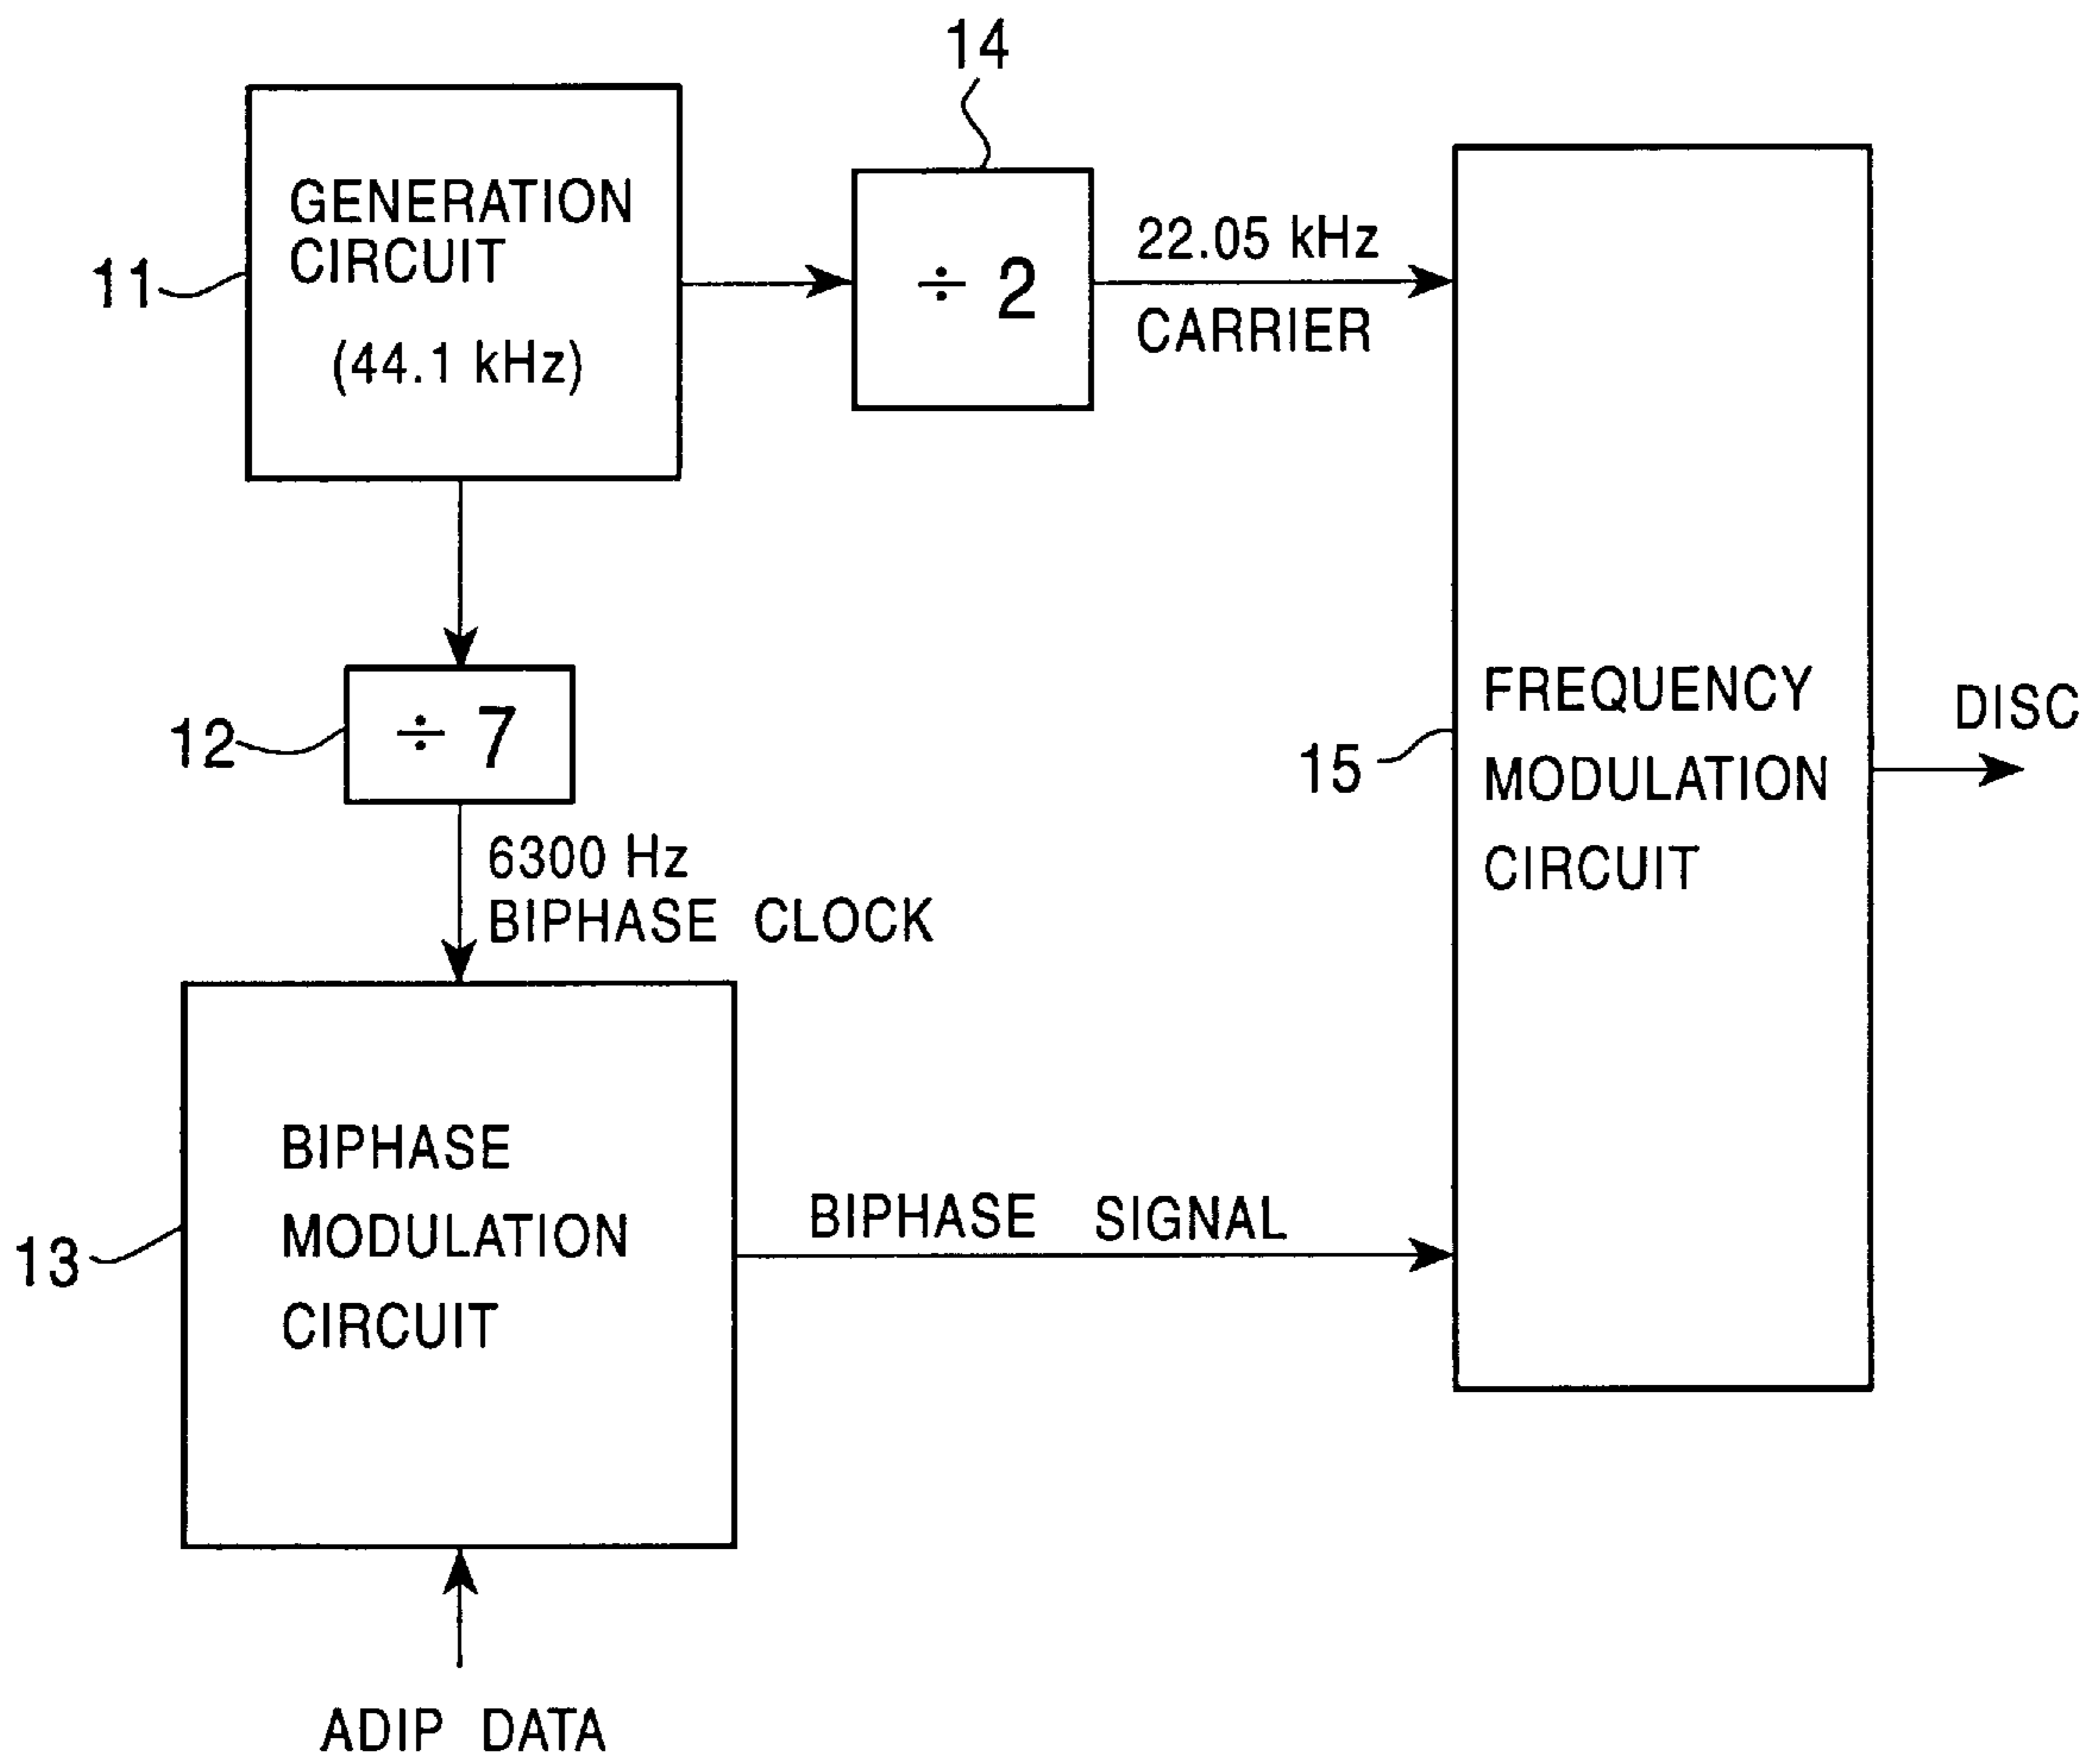 14
GENERATION
CIRCUIT
(44.1 kHz)
11
÷ 2
22.05 kHz
CARRIER
12
÷ 7
6300 Hz
BIPHASE CLOCK
15
FREQUENCY
MODULATION
CIRCUIT
DISC
13
BIPHASE
MODULATION
CIRCUIT
BIPHASE SIGNAL
ADIP DATA